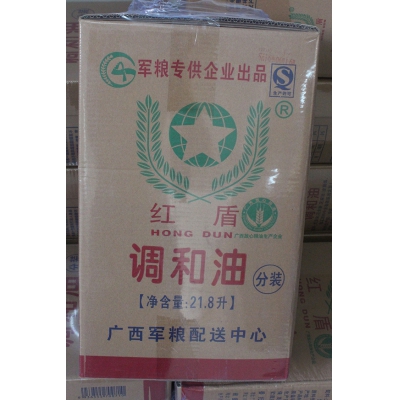 军粮专供企业出品
®
红 盾
HONG DUN
调和油
分装
【净含量:21.8升】
广西军粮配送中心